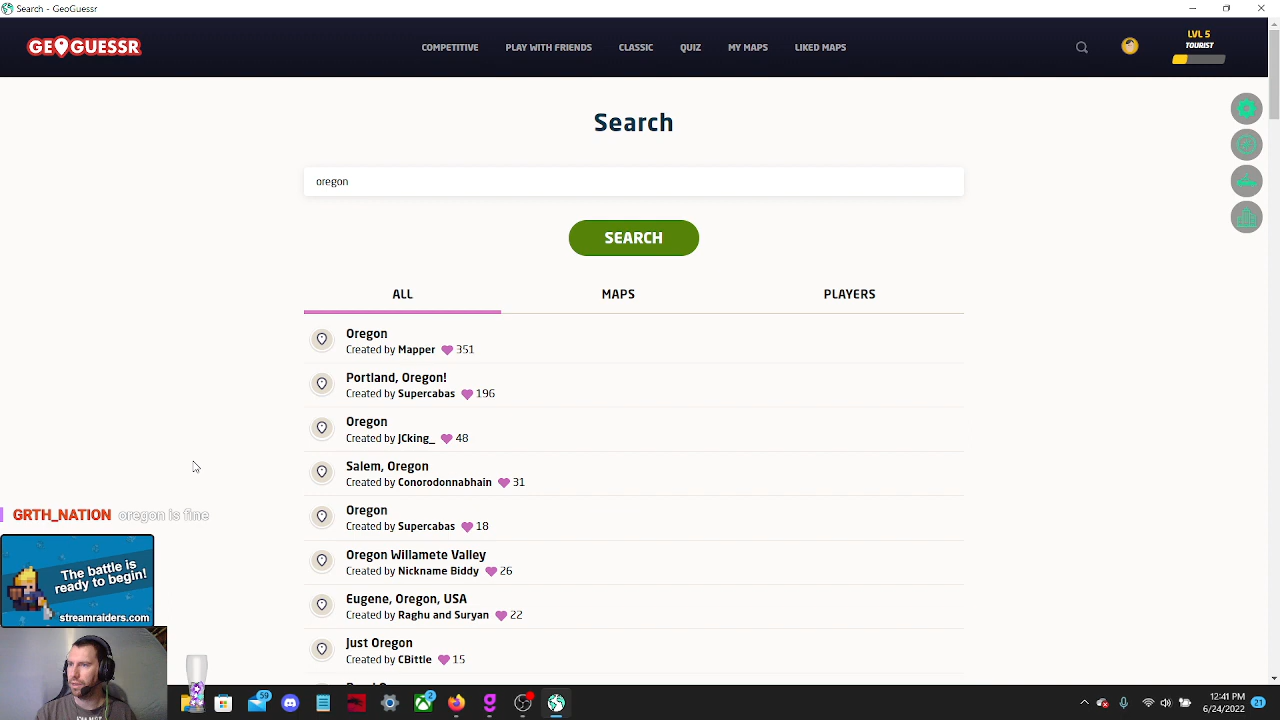 Search - GeoGuessr
GEOGUESSR
COMPETITIVE PLAY WITH FRIENDS CLASSIC QUIZ MY MAPS LIKED MAPS
LVL 5
TOURIST
Search
oregon
SEARCH
ALL MAPS PLAYERS
Oregon
Created by Mapper 351
Portland, Oregon!
Created by Supercabas 196
Oregon
Created by JCking_ 48
Salem, Oregon
Created by Conorodonnabhain 31
Oregon
Created by Supercabas 18
Oregon Willamete Valley
Created by Nickname Biddy 26
Eugene, Oregon, USA
Created by Raghu and Suryan 22
Just Oregon
Created by CBittle 15
GRTH_NATION oregon is fine
The battle is
ready to begin!
streamraiders.com
59
2
12:41 PM
6/24/2022
21